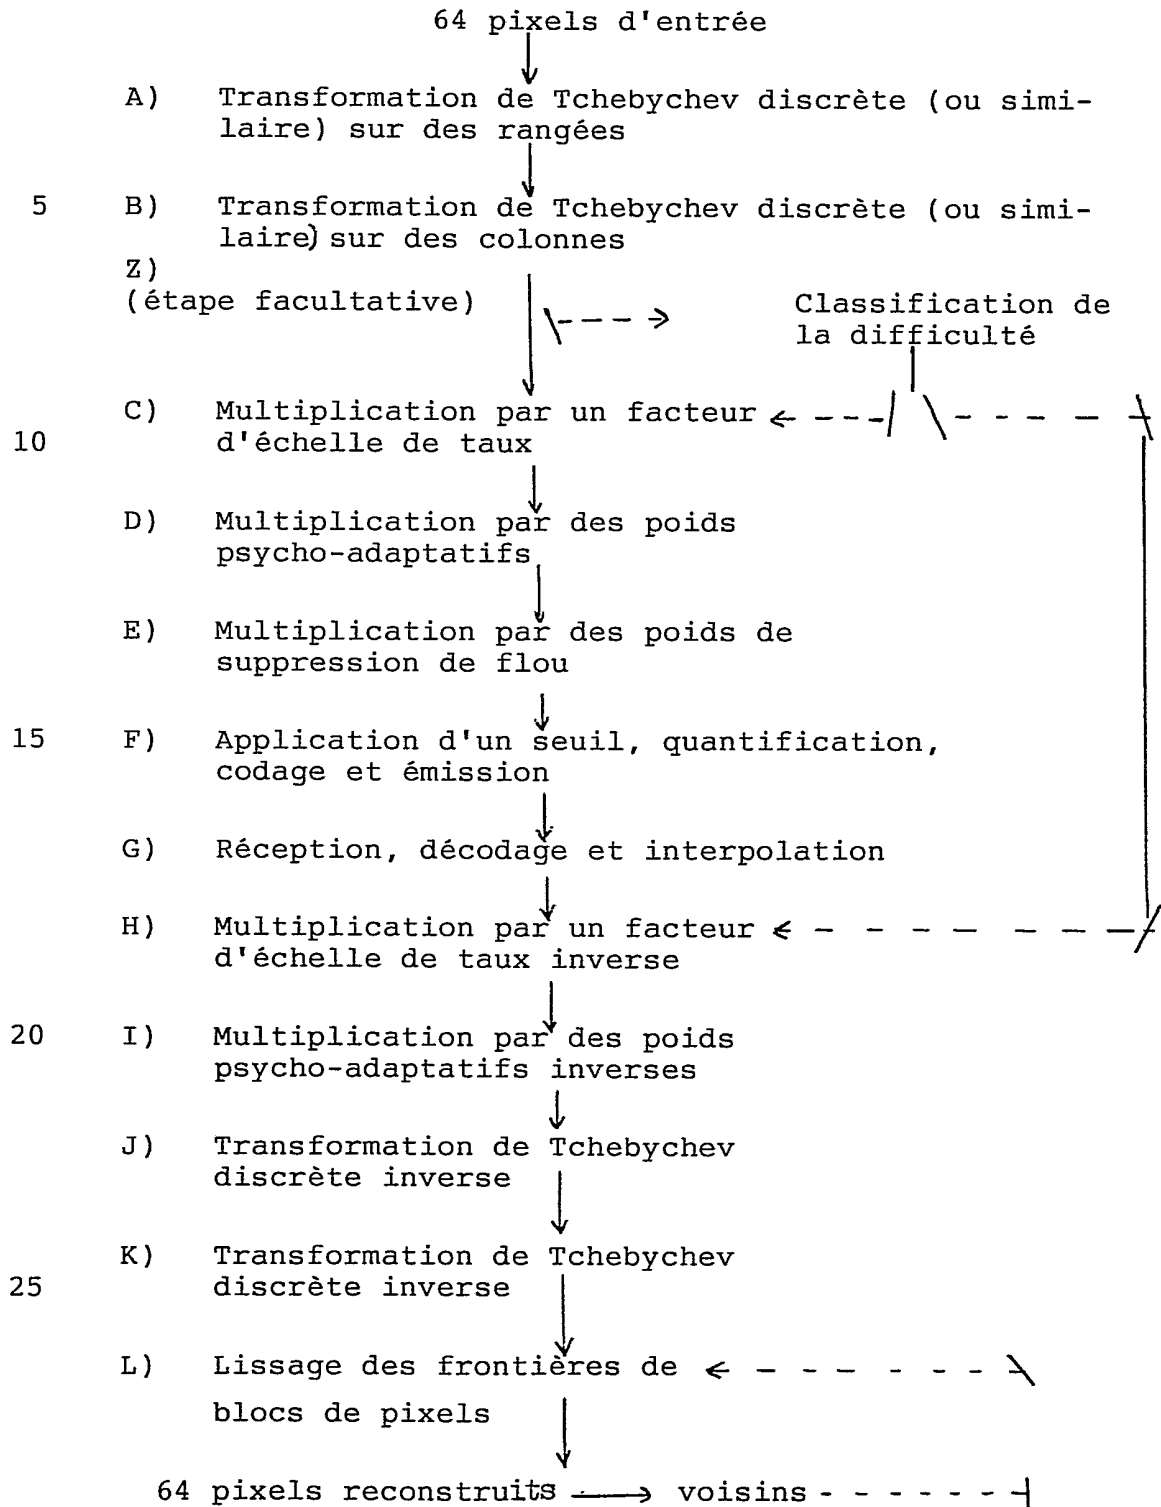 64 pixels d'entrée
A) Transformation de Tchebychev discrète (ou simi-
laire) sur des rangées
5 B) Transformation de Tchebychev discrète (ou simi-
laire) sur des colonnes
Z)
(étape facultative)
Classification de
la difficulté
C) Multiplication par un facteur
10 d'échelle de taux
D) Multiplication par des poids
psycho-adaptatifs
E) Multiplication par des poids de
suppression de flou
15 F) Application d'un seuil, quantification,
codage et émission
G) Réception, décodage et interpolation
H) Multiplication par un facteur
d'échelle de taux inverse
20 I) Multiplication par des poids
psycho-adaptatifs inverses
J) Transformation de Tchebychev
discrète inverse
K) Transformation de Tchebychev
25 discrète inverse
L) Lissage des frontières de
blocs de pixels
64 pixels reconstruits voisins